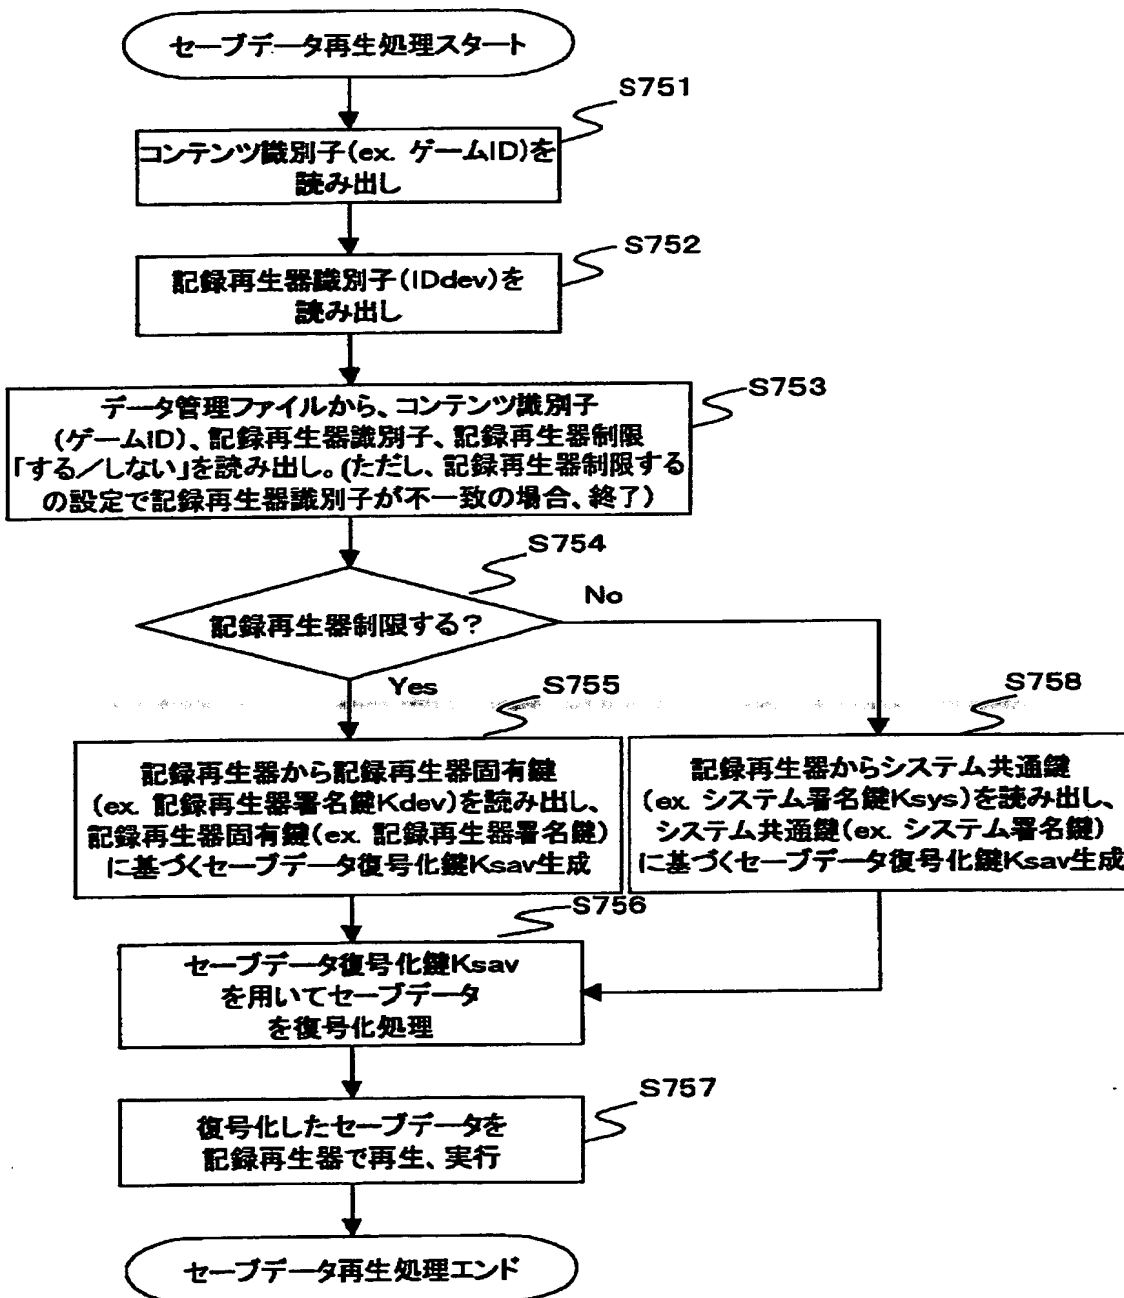 セーブデータ再生処理スタート
S751
コンテンツ識別子(ex. ゲームID)を
読み出し
S752
記録再生器識別子(IDdev)を
読み出し
S753
データ管理ファイルから、コンテンツ識別子
(ゲームID)、記録再生器識別子、記録再生器制限
「する/しない」を読み出し。(ただし、記録再生器制限する
の設定で記録再生器識別子が不一致の場合、終了)
S754
記録再生器制限する?
No
Yes
S755
記録再生器から記録再生器固有鍵
(ex. 記録再生器署名鍵Kdev)を読み出し、
記録再生器固有鍵(ex. 記録再生器署名鍵)
に基づくセーブデータ復号化鍵Ksav生成
S758
記録再生器からシステム共通鍵
(ex. システム署名鍵Ksys)を読み出し、
システム共通鍵(ex. システム署名鍵)
に基づくセーブデータ復号化鍵Ksav生成
S756
セーブデータ復号化鍵Ksav
を用いてセーブデータ
を復号化処理
S757
復号化したセーブデータを
記録再生器で再生、実行
セーブデータ再生処理エンド